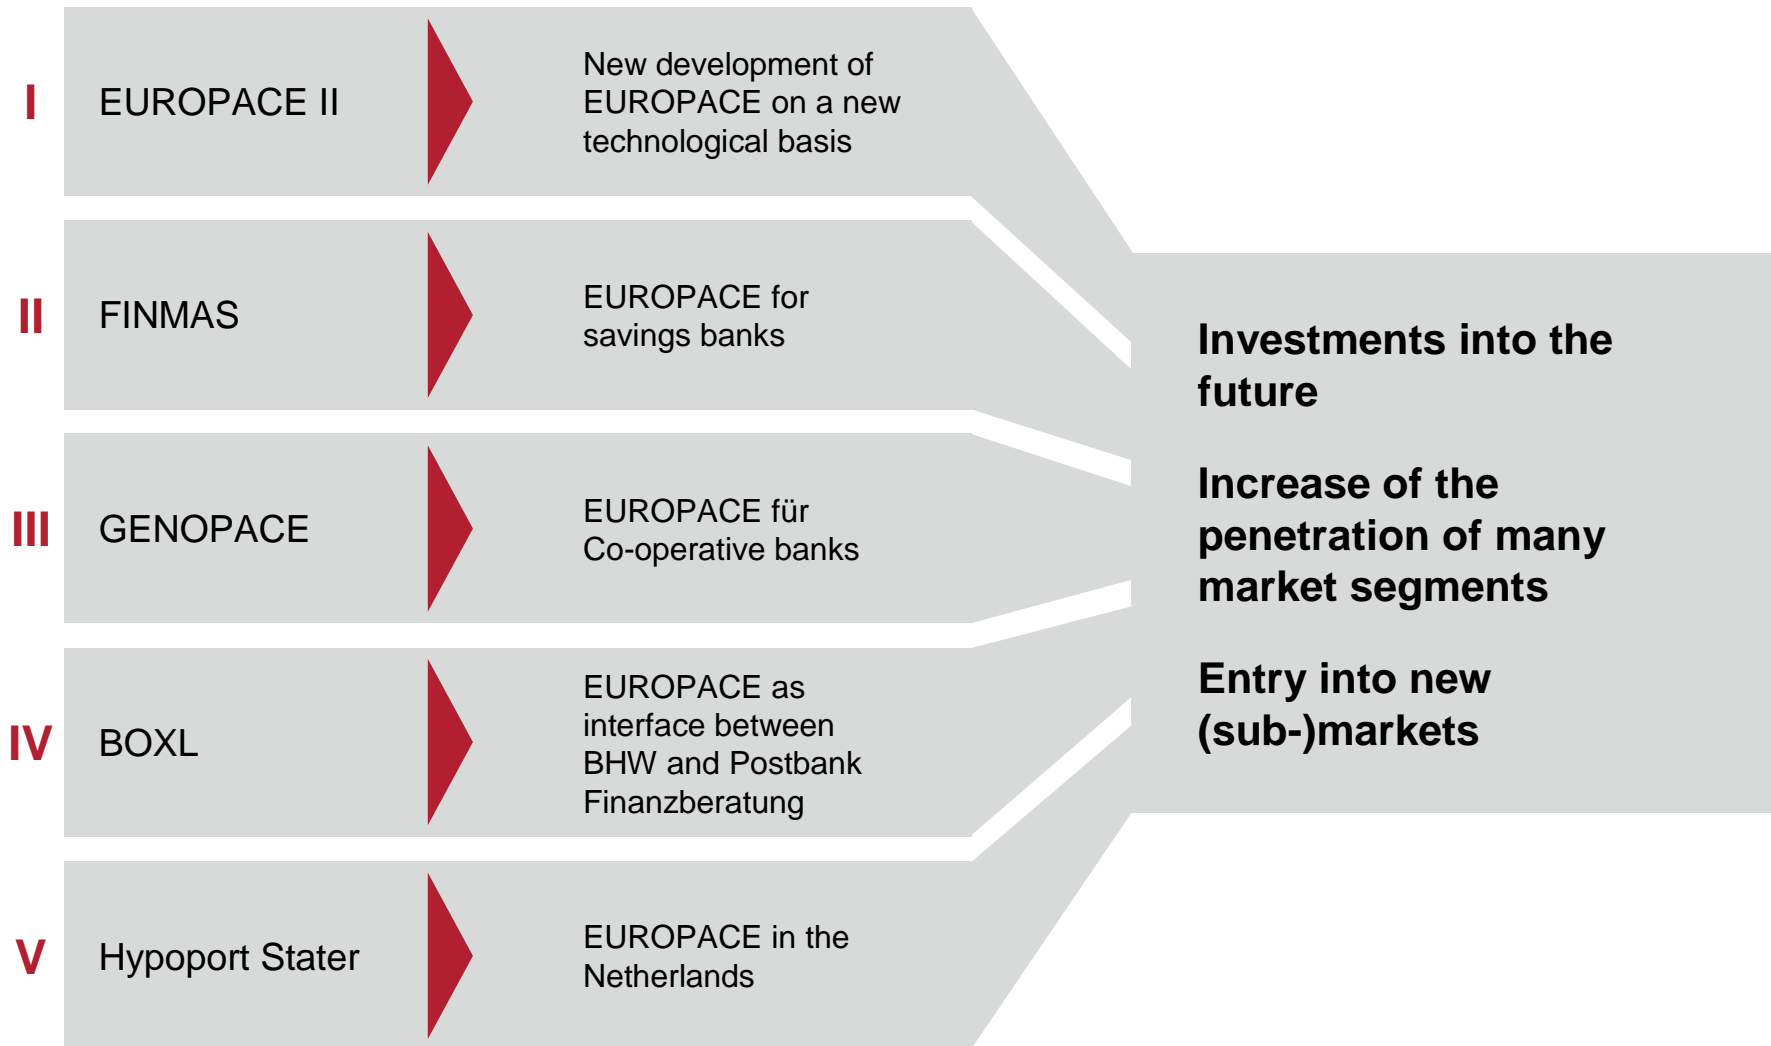 I
EUROPACE II
New development of
EUROPACE on a new
technological basis
II
FINMAS
EUROPACE for
savings banks
III
GENOPACE
EUROPACE für
Co-operative banks
IV
BOXL
EUROPACE as
interface between
BHW and Postbank
Finanzberatung
V
Hypoport Stater
EUROPACE in the
Netherlands
Investments into the
future
Increase of the
penetration of many
market segments
Entry into new
(sub-)markets